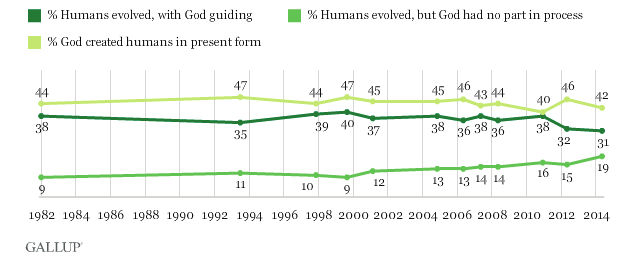 % Humans evolved, with God guiding
% Humans evolved, but God had no part in process
% God created humans in present form
44 47 44 47 45 45 46 43 44 40 46 42
38 35 39 40 37 38 36 38 36 38 32 31
9 11 10 9 12 13 13 14 14 16 15 19
1982 1984 1986 1988 1990 1992 1994 1996 1998 2000 2002 2004 2006 2008 2010 2012 2014
GALLUP